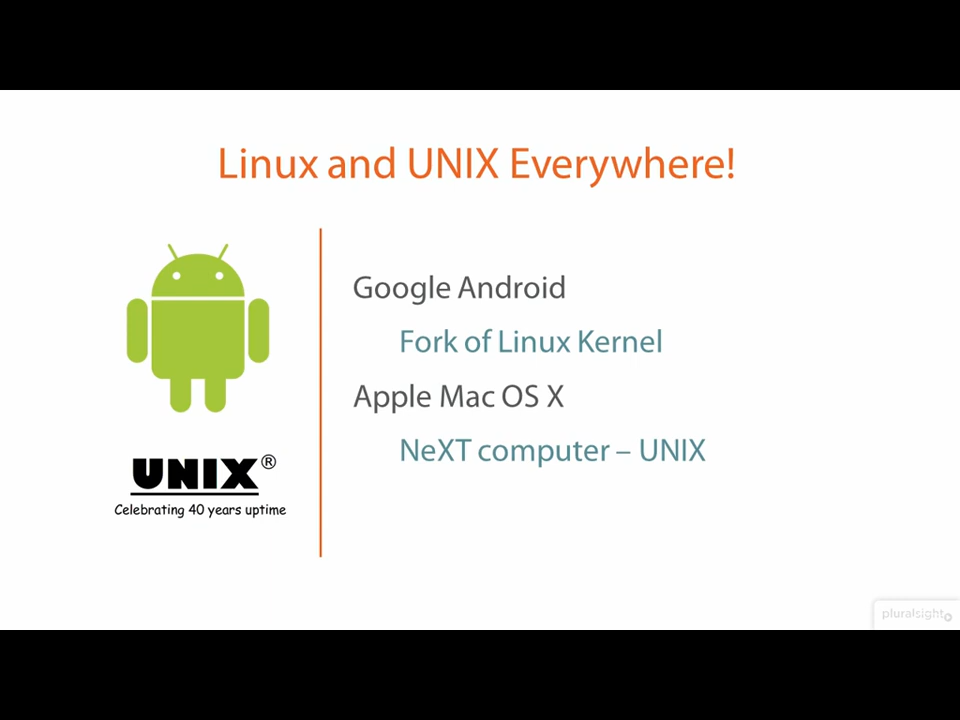 Linux and UNIX Everywhere!
Google Android
Fork of Linux Kernel
Apple Mac OS X
NeXT computer – UNIX
UNIX®
Celebrating 40 years uptime
pluralsight